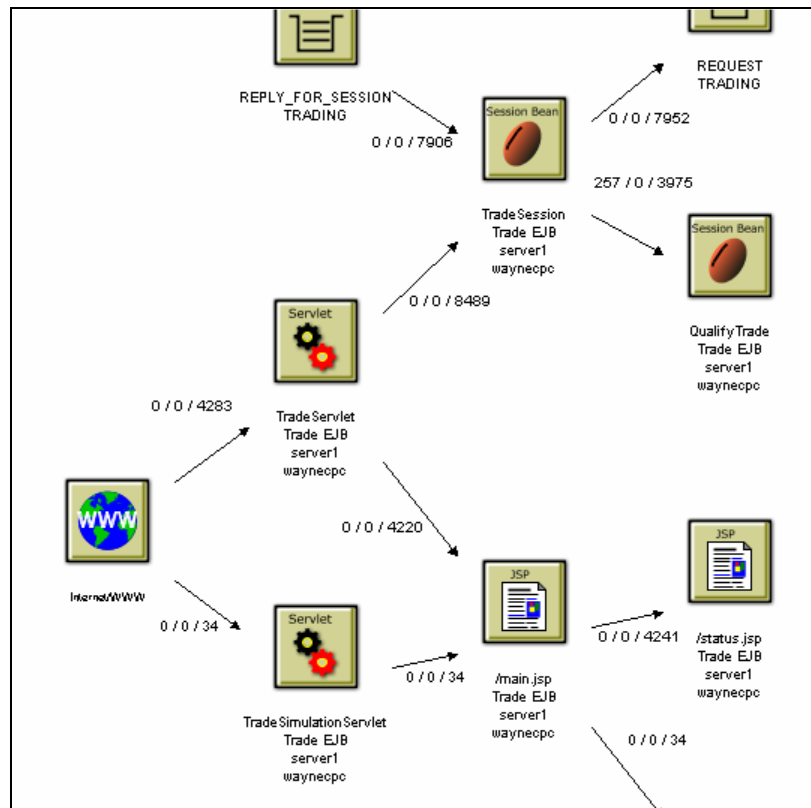 REPLY_FOR_SESSION
TRADING
REQUEST
TRADING
0 / 0 / 7906
Session Bean
0 / 0 / 7952
257 / 0 / 3975
TradeSession
Trade EJB
server1
waynecpc
Session Bean
QualifyTrade
Trade EJB
server1
waynecpc
0 / 0 / 8489
Servlet
TradeServlet
Trade EJB
server1
waynecpc
0 / 0 / 4283
WWW
Internet/WWW
0 / 0 / 4220
0 / 0 / 34
Servlet
TradeSimulationServlet
Trade EJB
server1
waynecpc
0 / 0 / 34
JSP
/main.jsp
Trade EJB
server1
waynecpc
0 / 0 / 4241
JSP
/status.jsp
Trade EJB
server1
waynecpc
0 / 0 / 34